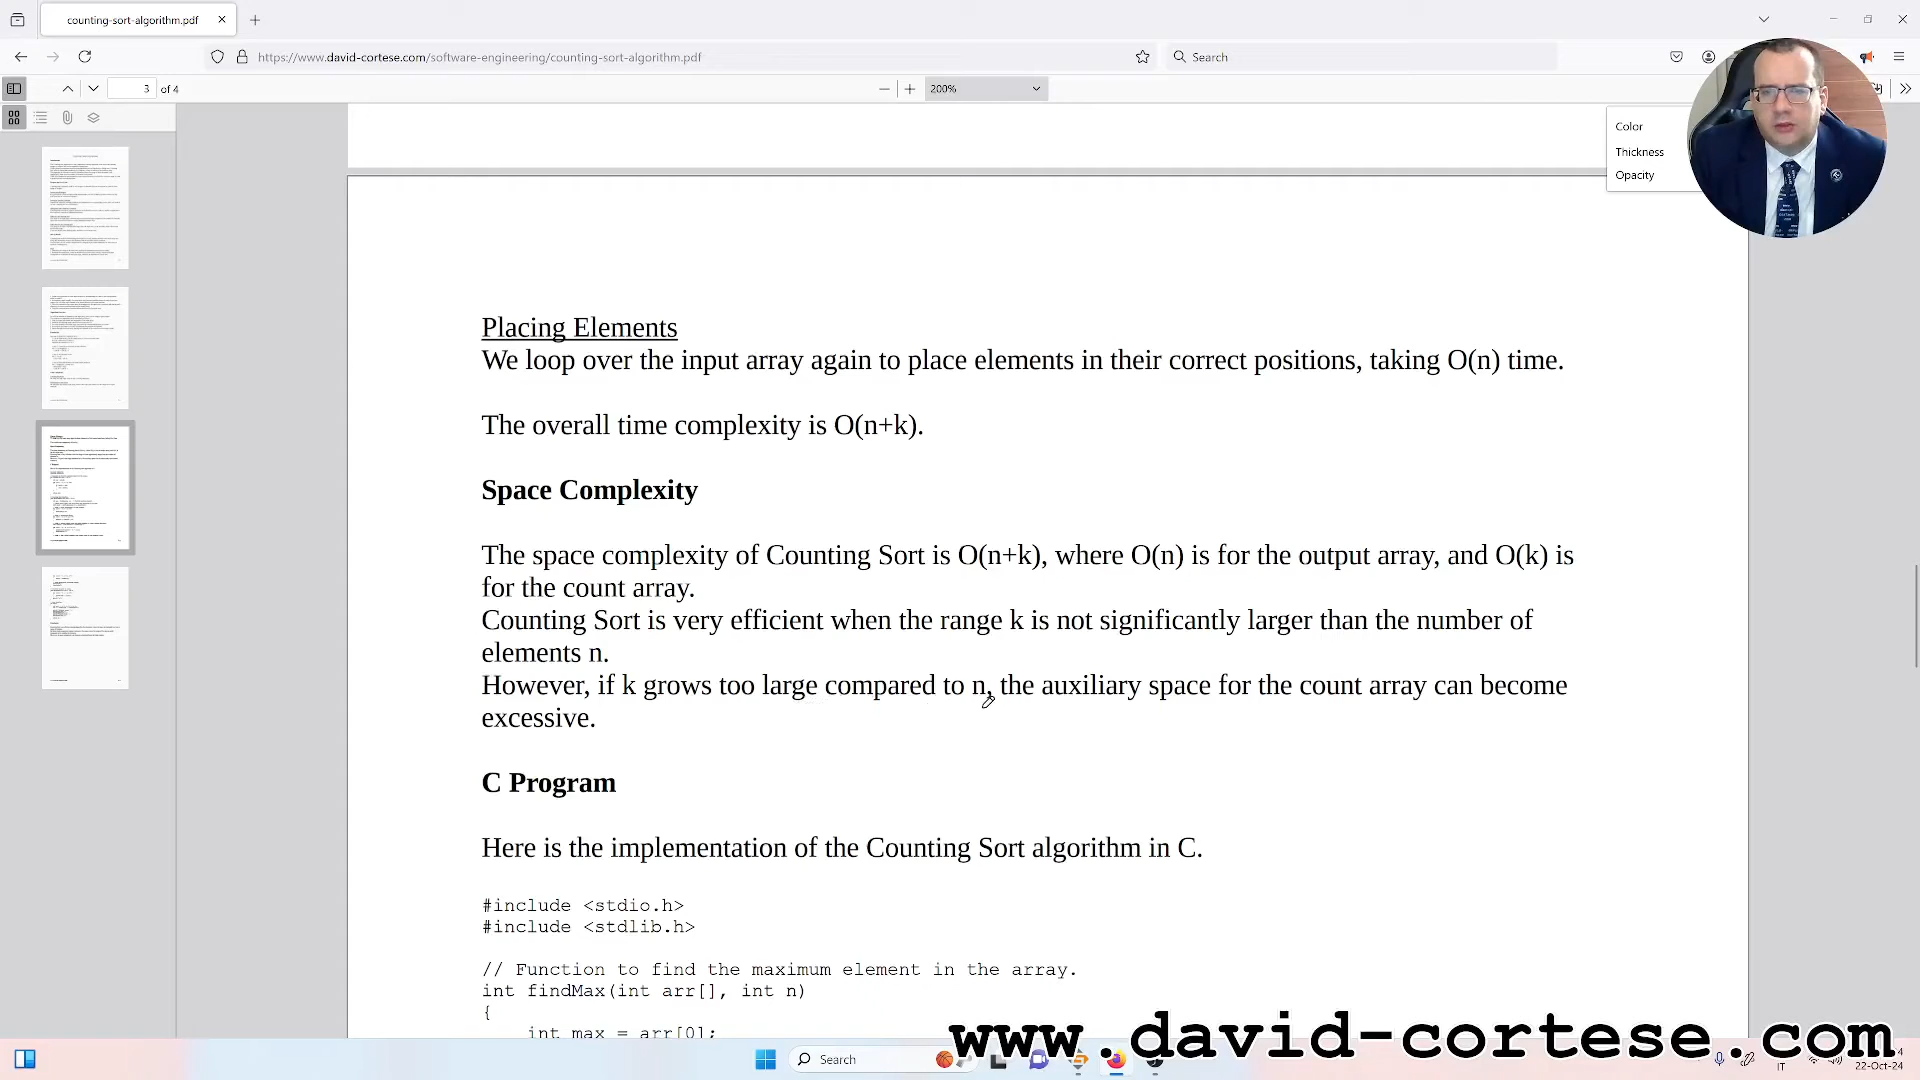 counting-sort-algorithm.pdf
https://www.david-cortese.com/software-engineering/counting-sort-algorithm.pdf
Search
3 of 4
200%
Color
Thickness
Opacity
Placing Elements
We loop over the input array again to place elements in their correct positions, taking O(n) time.
The overall time complexity is O(n+k).
Space Complexity
The space complexity of Counting Sort is O(n+k), where O(n) is for the output array, and O(k) is
for the count array.
Counting Sort is very efficient when the range k is not significantly larger than the number of
elements n.
However, if k grows too large compared to n, the auxiliary space for the count array can become
excessive.
C Program
Here is the implementation of the Counting Sort algorithm in C.
#include <stdio.h>
#include <stdlib.h>
// Function to find the maximum element in the array.
int findMax(int arr[], int n)
{
int max = arr[0];
www.david-cortese.com
Search
IT
22-Oct-24